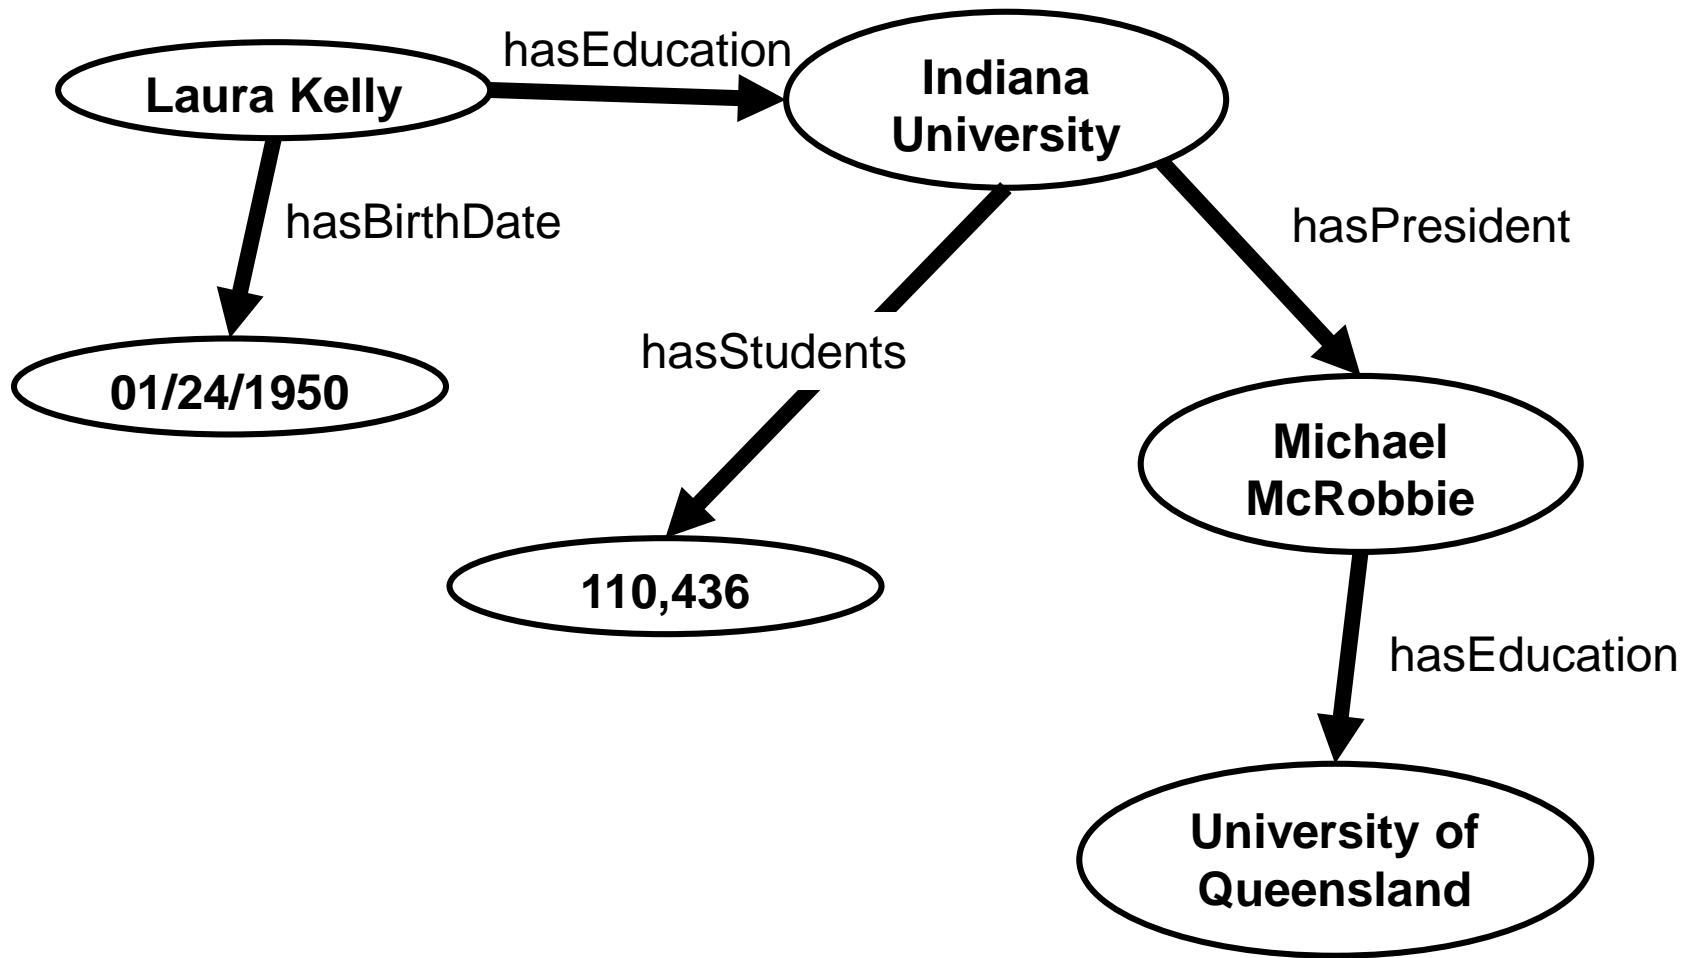 hasEducation
Laura Kelly
Indiana
University
hasBirthDate
hasPresident
hasStudents
01/24/1950
Michael
McRobbie
110,436
hasEducation
University of
Queensland